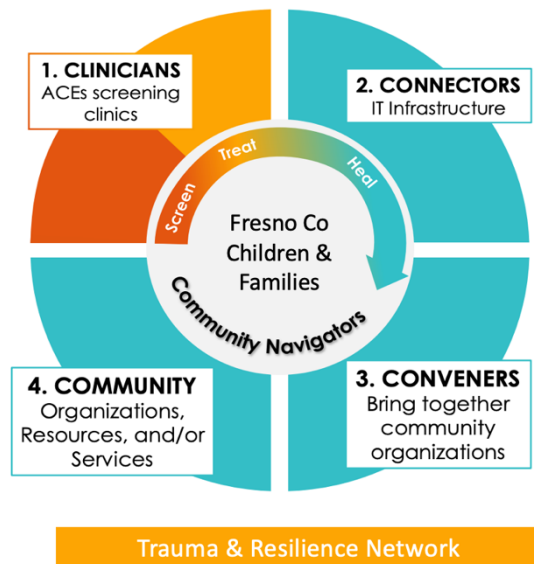 1. CLINICIANS
ACEs screening
clinics
2. CONNECTORS
IT Infrastructure
Screen
Treat
Heal
Fresno Co
Children &
Families
Community Navigators
4. COMMUNITY
Organizations,
Resources, and/or
Services
3. CONVENERS
Bring together
community
organizations
Trauma & Resilience Network